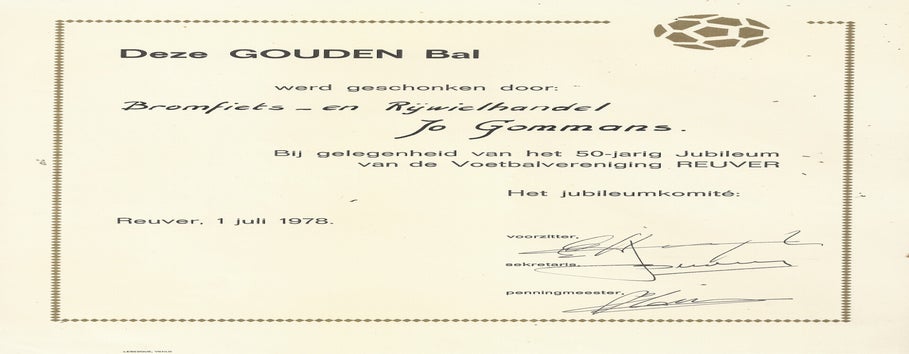 Deze GOUDEN Bal
werd geschonken door:
Bromfiets - en Rijwielhandel
Jo Gommans.
Bij gelegenheid van het 50-jarig Jubileum
van de Voetbalvereniging REUVER
Het jubileumkomité:
Reuver, 1 juli 1978.
voorzitter,
sekretaris,
penningmeester,